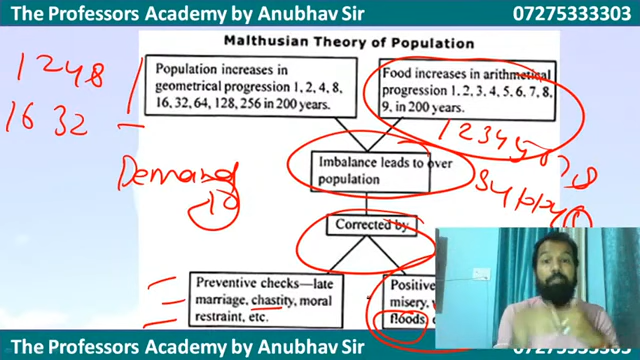 The Professors Academy by Anubhav Sir 07275333303
Malthusian Theory of Population
1 2 4 8
16 32
Population increases in
geometrical progression 1, 2, 4, 8,
16, 32, 64, 128, 256 in 200 years.
Food increases in arithmetical
progression 1, 2, 3, 4, 5, 6, 7, 8,
9, in 200 years.
1 2 3 4 5 6 7 8
Demand
Imbalance leads to over
population
Supply
Corrected by
Preventive checks—late
marriage, chastity, moral
restraint, etc.
Positive
misery,
floods,
The Professors Academy by Anubhav Sir